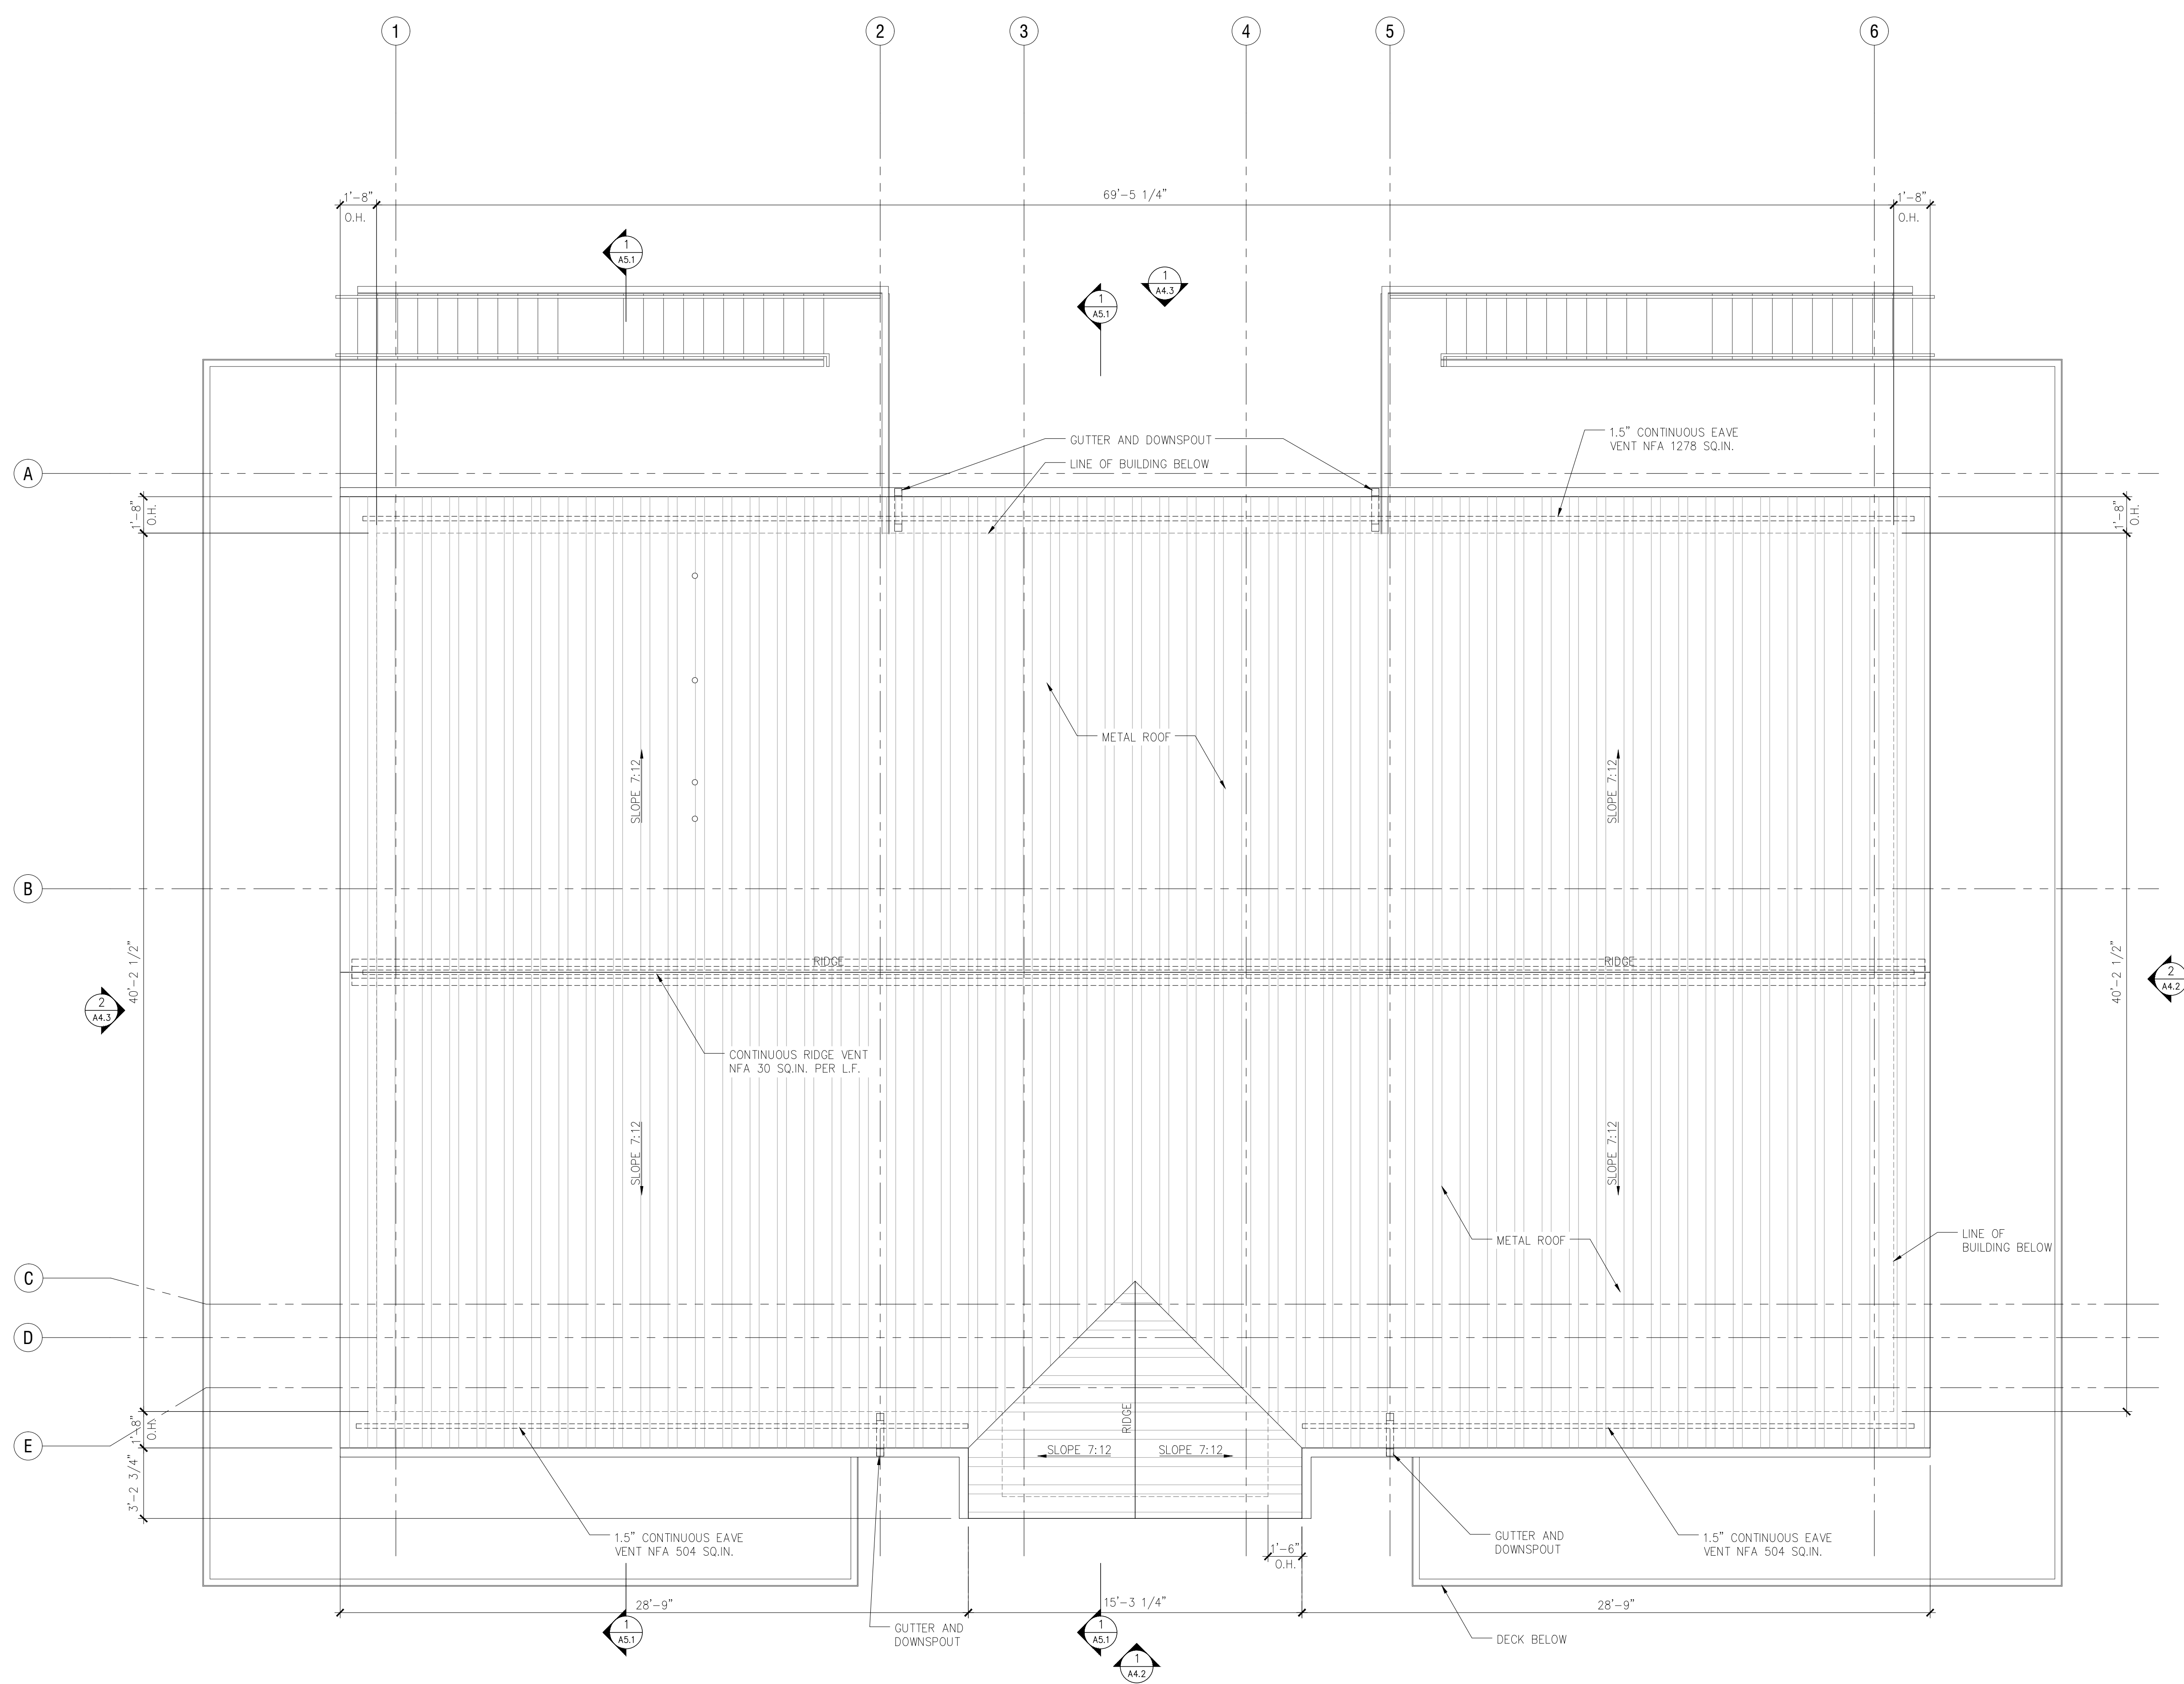 1
2
3
4
5
6
1'-8"
O.H.
69'-5 1/4"
1'-8"
O.H.
1
A5.1
1
A5.1
1
A4.3
GUTTER AND DOWNSPOUT
LINE OF BUILDING BELOW
1.5" CONTINUOUS EAVE
VENT NFA 1278 SQ.IN.
A
1'-8"
O.H.
1'-8"
O.H.
METAL ROOF
SLOPE 7:12
SLOPE 7:12
B
RIDGE
RIDGE
40'-2 1/2"
40'-2 1/2"
2
A4.3
2
A4.2
CONTINUOUS RIDGE VENT
NFA 30 SQ.IN. PER L.F.
SLOPE 7:12
SLOPE 7:12
METAL ROOF
LINE OF
BUILDING BELOW
C
D
E
1'-8"
O.H.
RIDGE
SLOPE 7:12
SLOPE 7:12
3'-2 3/4"
1.5" CONTINUOUS EAVE
VENT NFA 504 SQ.IN.
1'-6"
O.H.
GUTTER AND
DOWNSPOUT
1.5" CONTINUOUS EAVE
VENT NFA 504 SQ.IN.
28'-9"
15'-3 1/4"
28'-9"
1
A5.1
GUTTER AND
DOWNSPOUT
1
A5.1
1
A4.2
DECK BELOW